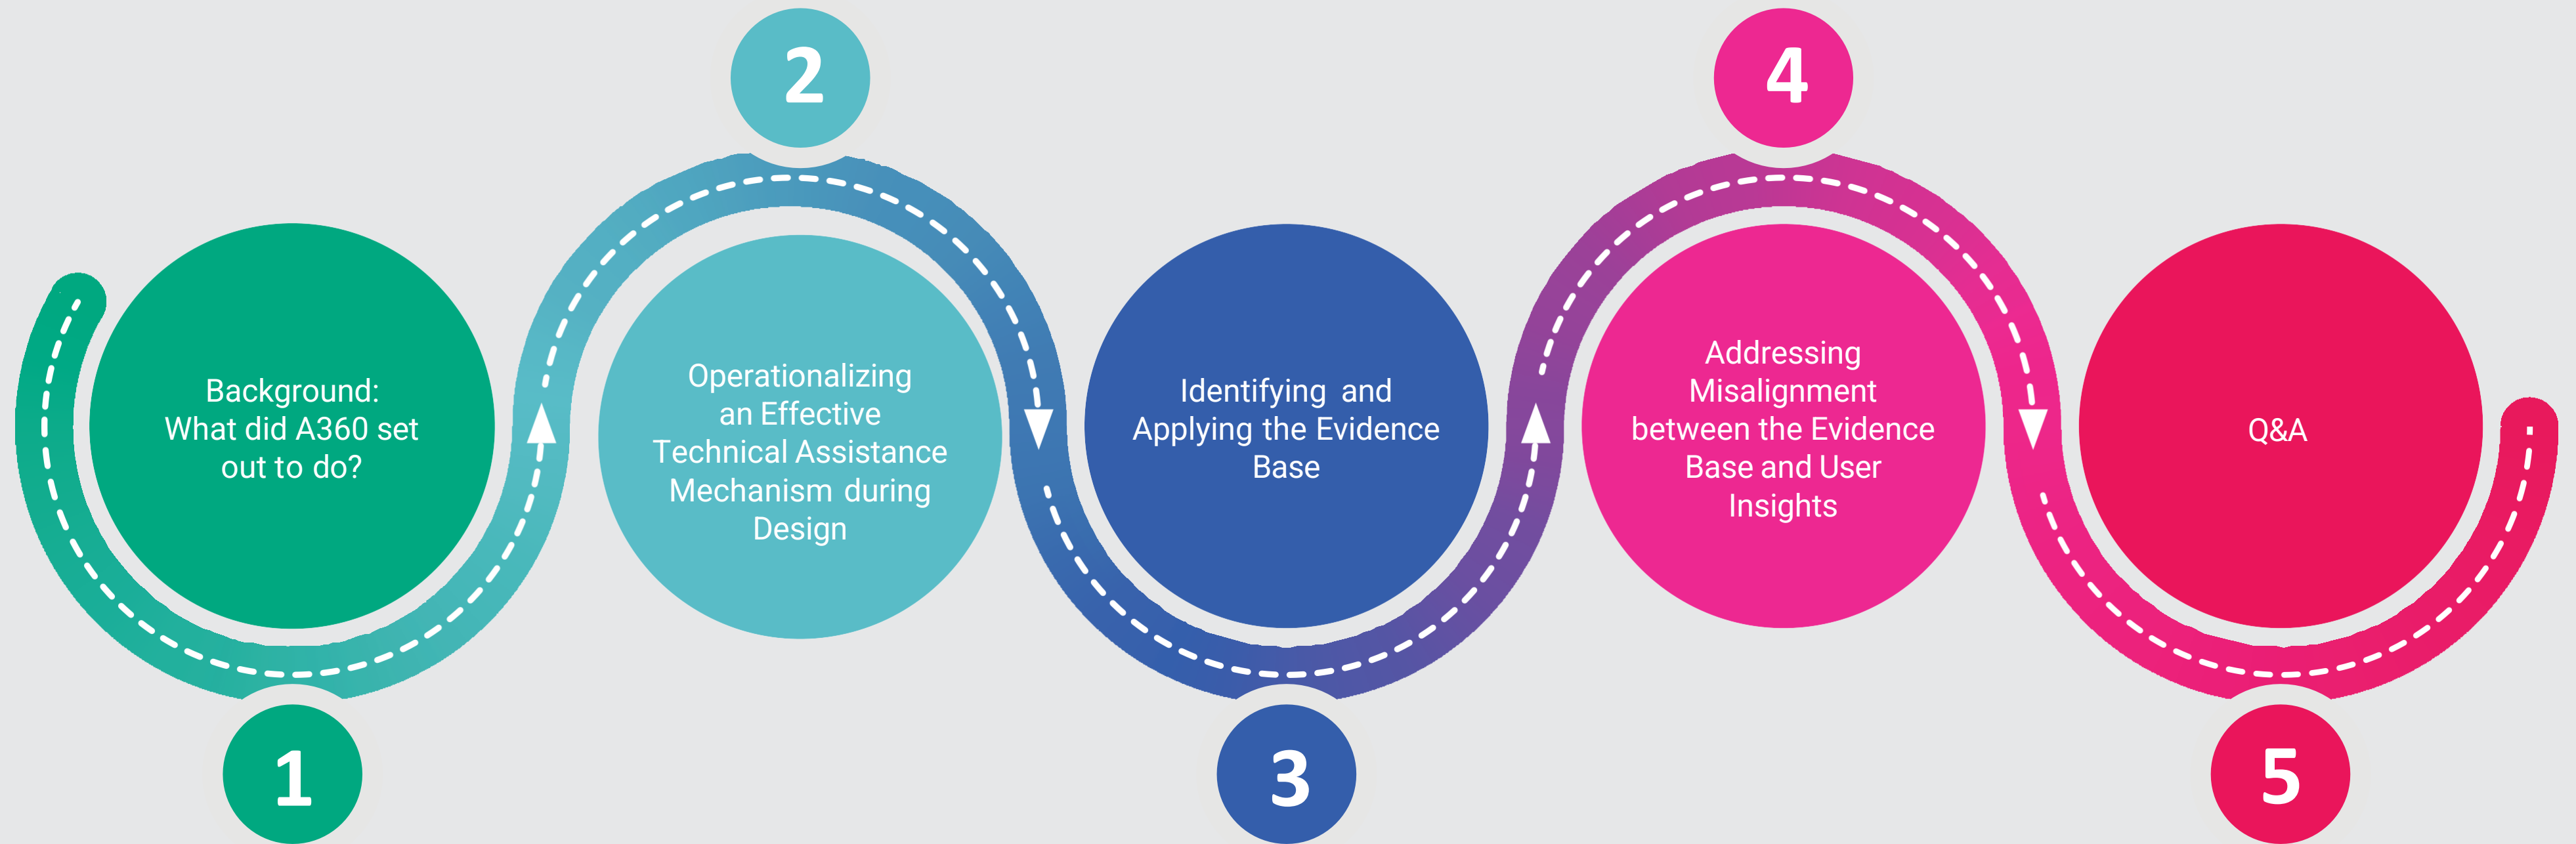 1
Background:
What did A360 set
out to do?
2
Operationalizing
an Effective
Technical Assistance
Mechanism during
Design
3
Identifying and
Applying the Evidence
Base
4
Addressing
Misalignment
between the Evidence
Base and User
Insights
5
Q&A